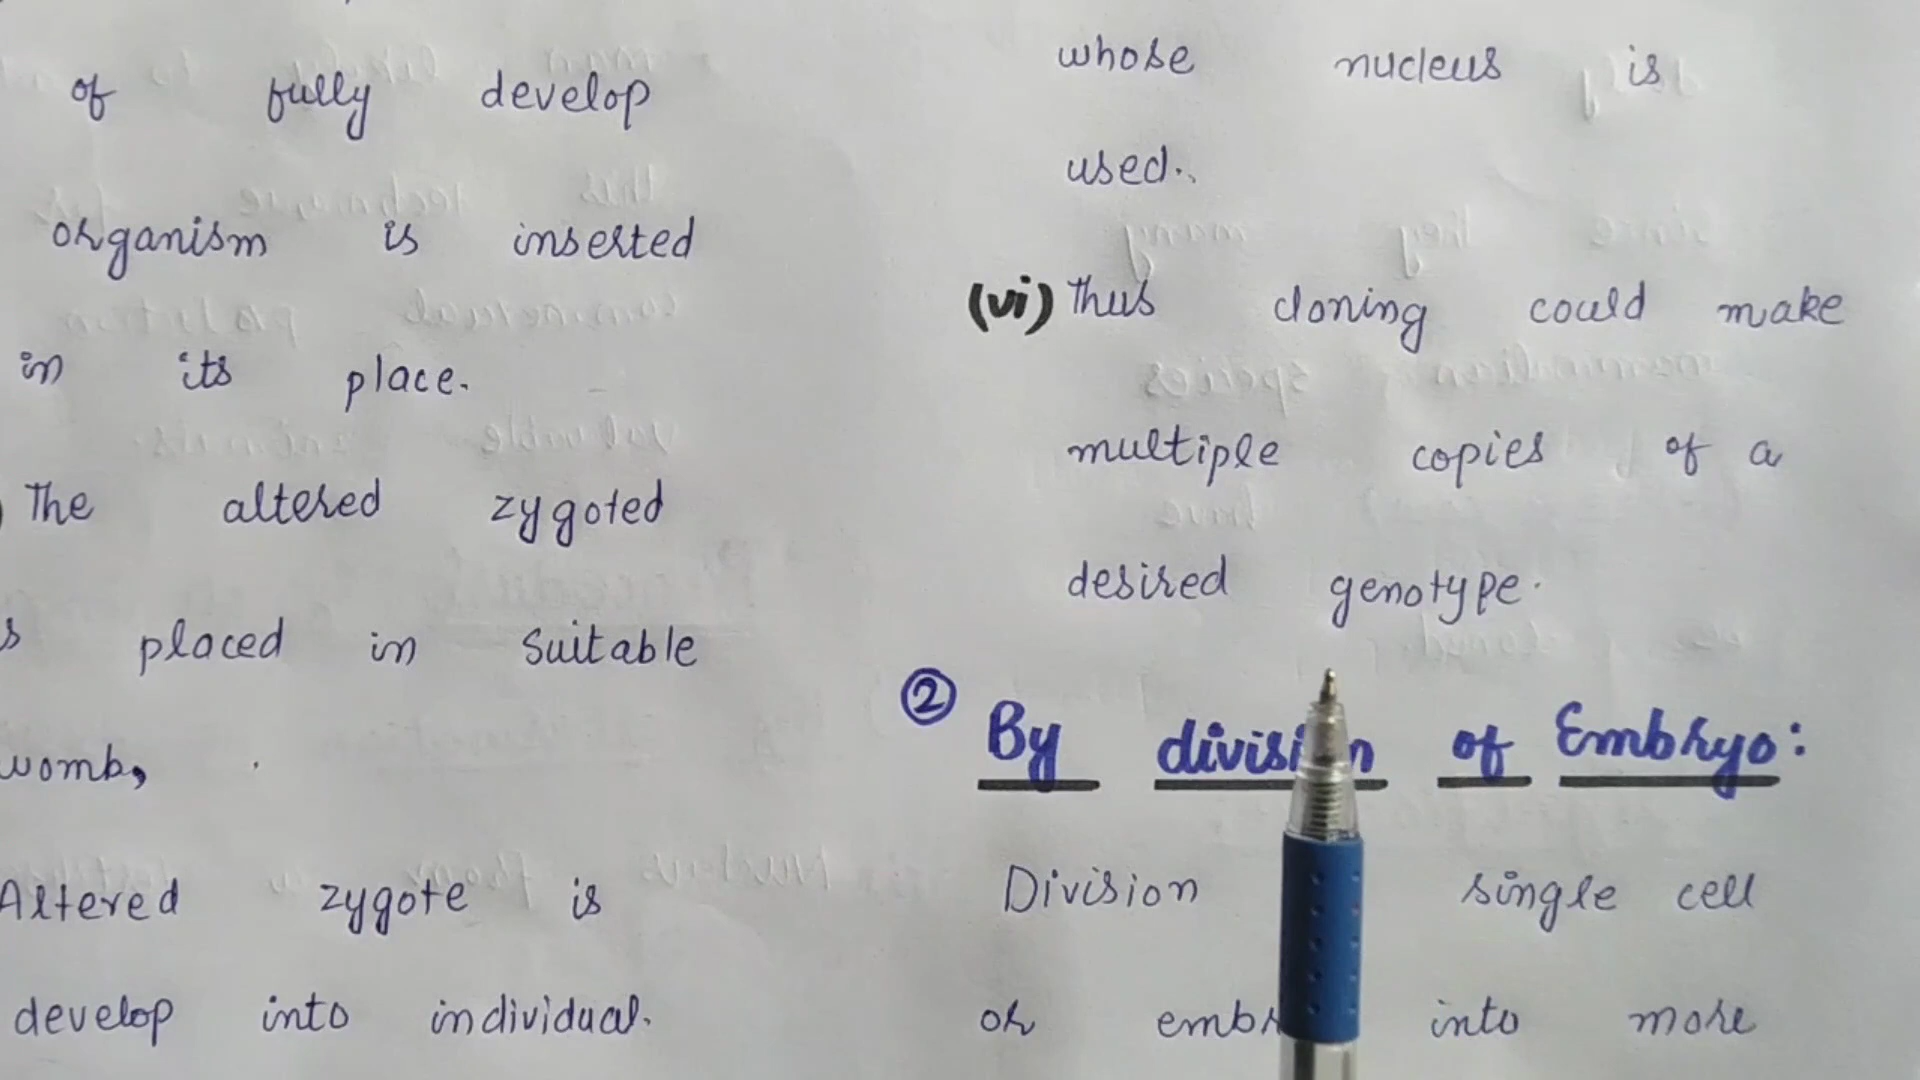 of fully develop
organism is inserted
in its place.
The altered zygoted
placed in suitable
womb,
Altered zygote is
develop into individual.
whose nucleus is
used.
(vi) Thus cloning could make
multiple copies of a
desired genotype.
② By division of Embryo:
Division single cell
or into more